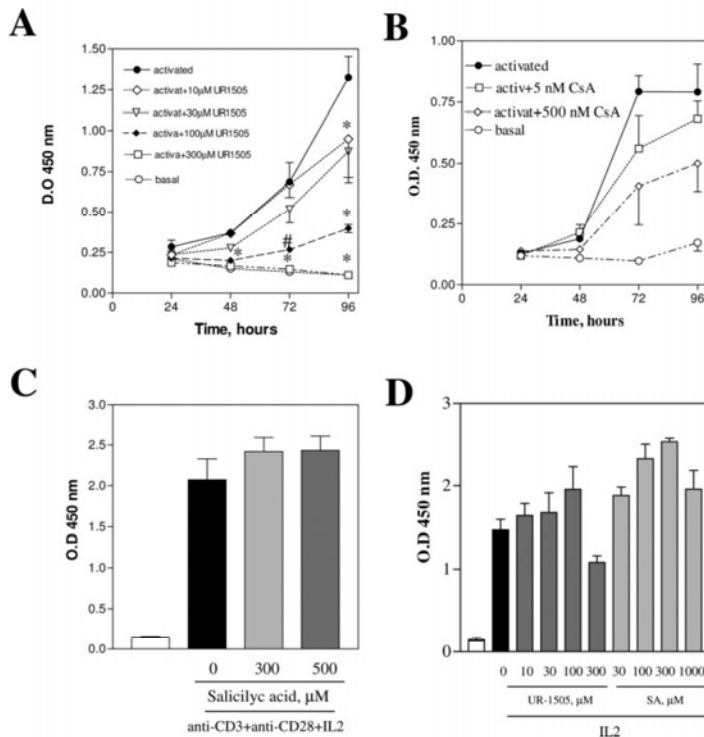 A
1.50
1.25
1.00
0.75
0.50
0.25
0.00
D.O 450 nm
activated
activat+10µM UR1505
activat+30µM UR1505
activa+100µM UR1505
activa+300µM UR1505
basal
*
*
#
*
*
*
0 24 48 72 96
Time, hours
B
1.00
0.75
0.50
0.25
0.00
O.D. 450 nm
activated
activ+5 nM CsA
activat+500 nM CsA
basal
0 24 48 72 96
Time, hours
C
3.0
2.5
2.0
1.5
1.0
0.5
0.0
O.D 450 nm
0 300 500
Salicilyc acid, µM
anti-CD3+anti-CD28+IL2
D
3
2
1
0
O.D 450 nm
0 10 30 100 300 30 100 300 1000
UR-1505, µM SA, µM
IL2